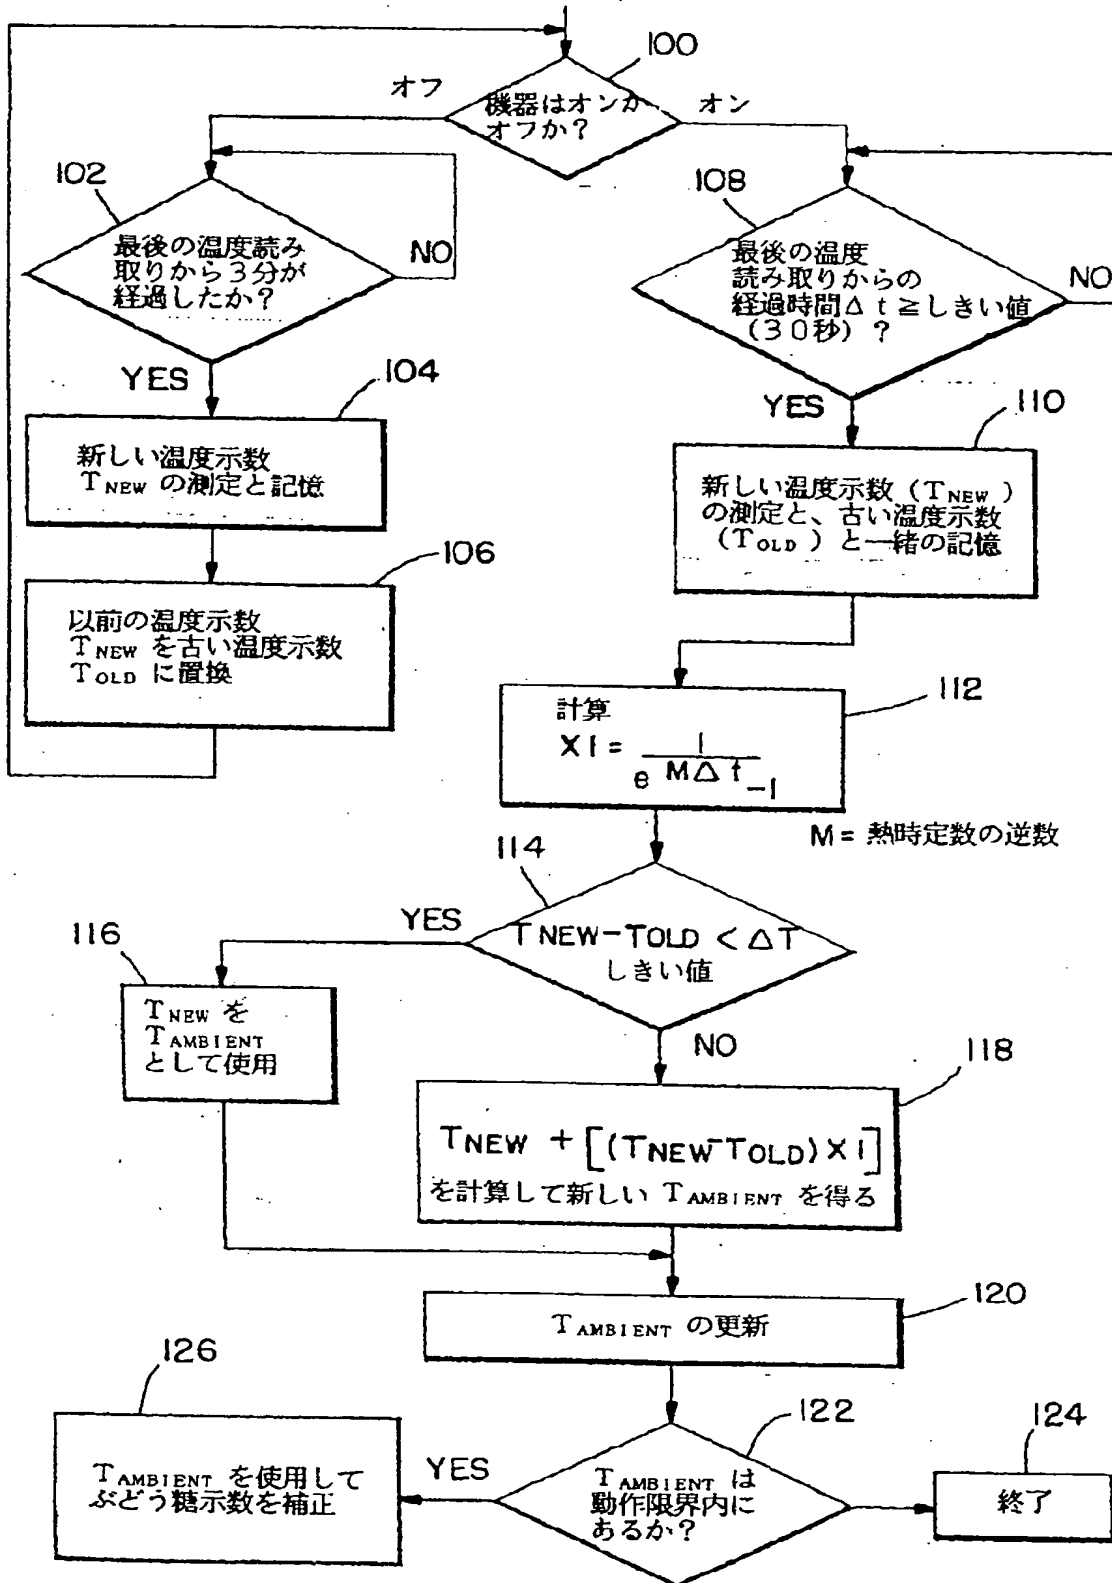 100
オフ
機器はオンか
オフか?
オン
102
最後の温度読み
取りから3分が
経過したか?
NO
YES
104
新しい温度示数
TNEW の測定と記憶
106
以前の温度示数
TNEW を古い温度示数
TOLD に置換
108
最後の温度
読み取りからの
経過時間Δt≧しきい値
(30秒)?
NO
YES
110
新しい温度示数(TNEW)
の測定と、古い温度示数
(TOLD)と一緒の記憶
112
計算
X1 = 1
e MΔt -1
M = 熱時定数の逆数
114
YES
TNEW-TOLD < ΔT
しきい値
NO
116
TNEW を
TAMBIENT
として使用
118
TNEW + [(TNEW-TOLD)X1]
を計算して新しい TAMBIENT を得る
120
TAMBIENT の更新
122
TAMBIENT は
動作限界内に
あるか?
YES
124
終了
126
TAMBIENT を使用して
ぶどう糖示数を補正